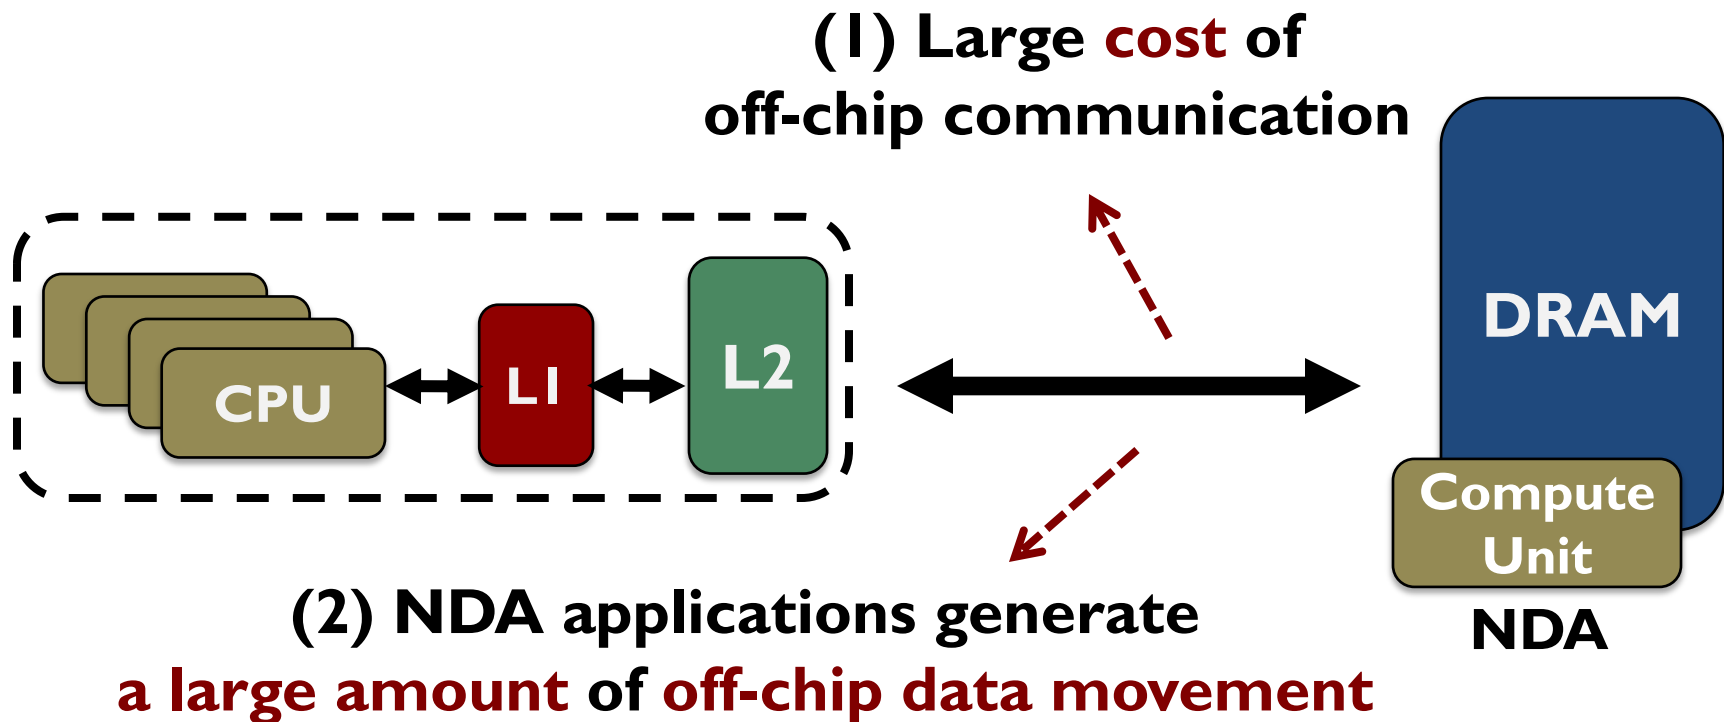 (1) Large cost of
off-chip communication
DRAM
CPU
L1
L2
Compute
Unit
NDA
(2) NDA applications generate
a large amount of off-chip data movement